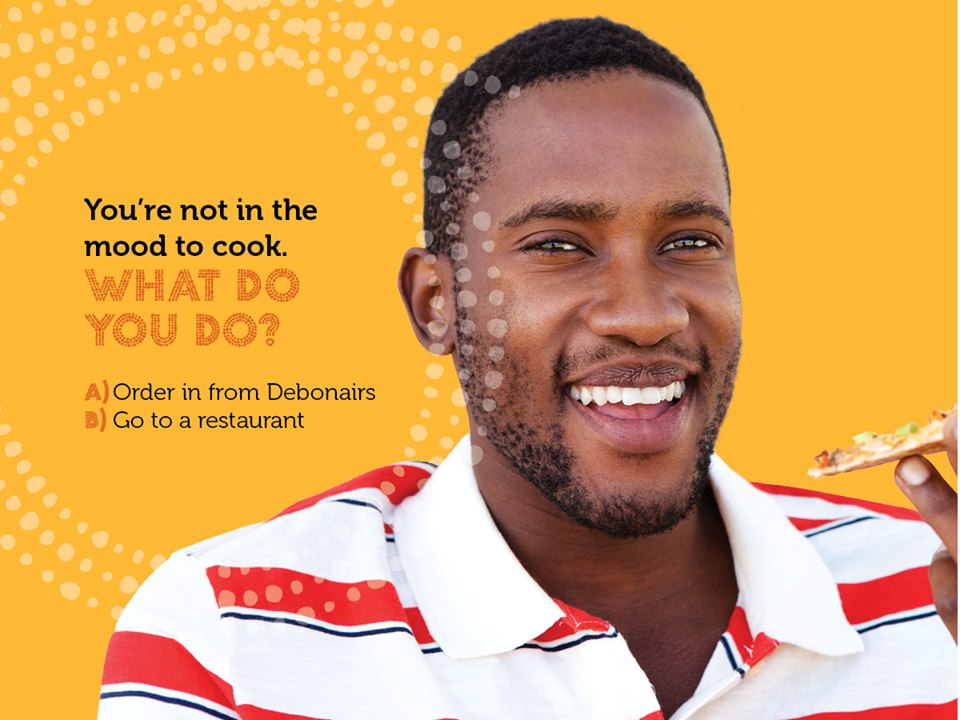 You're not in the
mood to cook.
WHAT DO
YOU DO?
A) Order in from Debonairs
B) Go to a restaurant